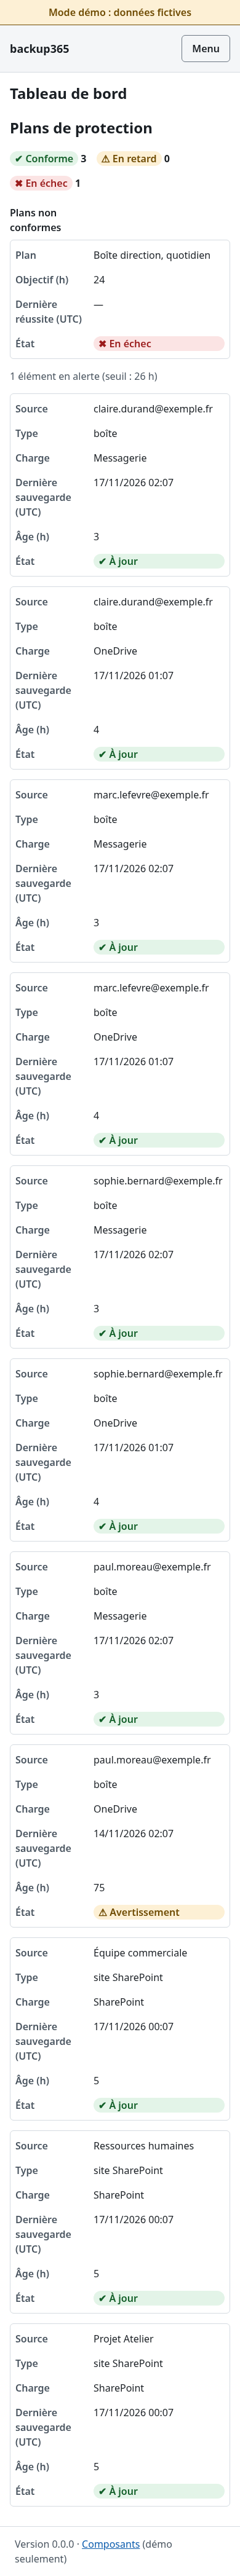 Mode démo : données fictives
backup365
Menu
Tableau de bord
Plans de protection
✔ Conforme 3 ⚠ En retard 0
✖ En échec 1
Plans non
conformes
Plan Boîte direction, quotidien
Objectif (h) 24
Dernière
réussite (UTC) —
État ✖ En échec
1 élément en alerte (seuil : 26 h)
Source claire.durand@exemple.fr
Type boîte
Charge Messagerie
Dernière 17/11/2026 02:07
sauvegarde
(UTC)
Âge (h) 3
État ✔ À jour
Source claire.durand@exemple.fr
Type boîte
Charge OneDrive
Dernière 17/11/2026 01:07
sauvegarde
(UTC)
Âge (h) 4
État ✔ À jour
Source marc.lefevre@exemple.fr
Type boîte
Charge Messagerie
Dernière 17/11/2026 02:07
sauvegarde
(UTC)
Âge (h) 3
État ✔ À jour
Source marc.lefevre@exemple.fr
Type boîte
Charge OneDrive
Dernière 17/11/2026 01:07
sauvegarde
(UTC)
Âge (h) 4
État ✔ À jour
Source sophie.bernard@exemple.fr
Type boîte
Charge Messagerie
Dernière 17/11/2026 02:07
sauvegarde
(UTC)
Âge (h) 3
État ✔ À jour
Source sophie.bernard@exemple.fr
Type boîte
Charge OneDrive
Dernière 17/11/2026 01:07
sauvegarde
(UTC)
Âge (h) 4
État ✔ À jour
Source paul.moreau@exemple.fr
Type boîte
Charge Messagerie
Dernière 17/11/2026 02:07
sauvegarde
(UTC)
Âge (h) 3
État ✔ À jour
Source paul.moreau@exemple.fr
Type boîte
Charge OneDrive
Dernière 14/11/2026 02:07
sauvegarde
(UTC)
Âge (h) 75
État ⚠ Avertissement
Source Équipe commerciale
Type site SharePoint
Charge SharePoint
Dernière 17/11/2026 00:07
sauvegarde
(UTC)
Âge (h) 5
État ✔ À jour
Source Ressources humaines
Type site SharePoint
Charge SharePoint
Dernière 17/11/2026 00:07
sauvegarde
(UTC)
Âge (h) 5
État ✔ À jour
Source Projet Atelier
Type site SharePoint
Charge SharePoint
Dernière 17/11/2026 00:07
sauvegarde
(UTC)
Âge (h) 5
État ✔ À jour
Version 0.0.0 · Composants (démo
seulement)